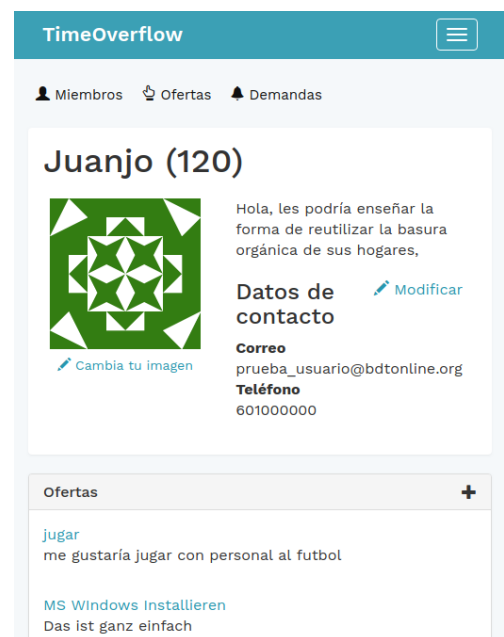 TimeOverflow
Miembros Ofertas Demandas
Juanjo (120)
Hola, les podría enseñar la
forma de reutilizar la basura
orgánica de sus hogares,
Datos de
contacto
Modificar
Correo
prueba_usuario@bdtonline.org
Teléfono
601000000
Cambia tu imagen
Ofertas
jugar
me gustaría jugar con personal al futbol
MS WIndows Installieren
Das ist ganz einfach